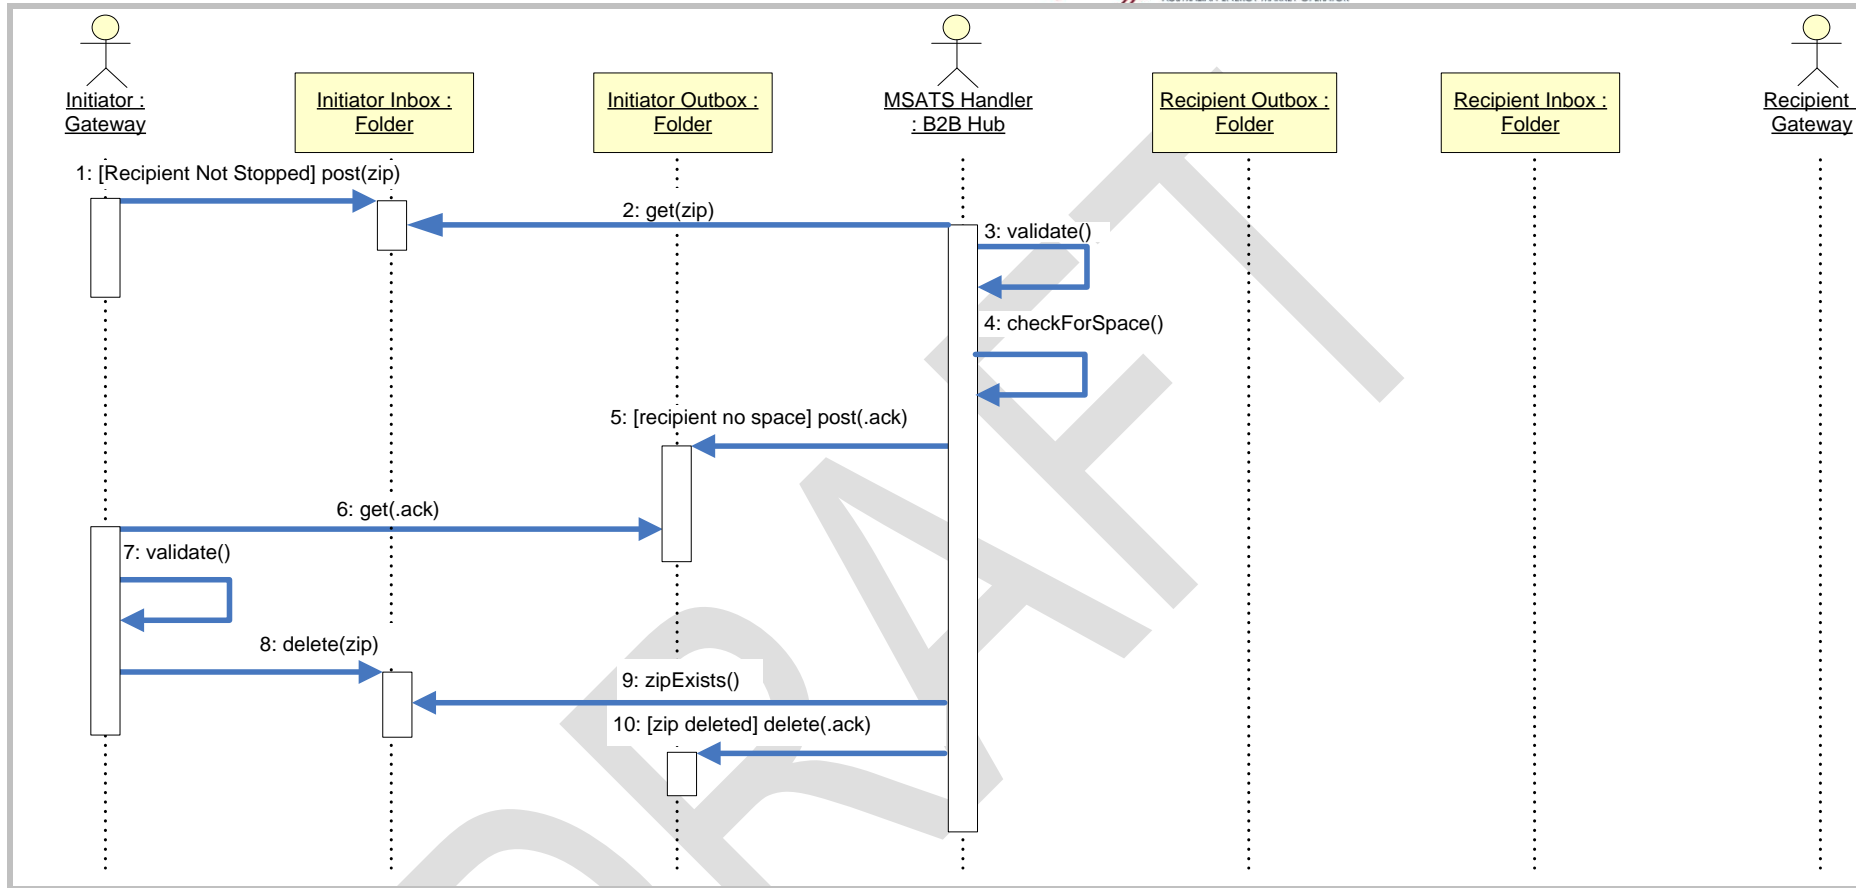 Initiator :
Gateway
Initiator Inbox :
Folder
Initiator Outbox :
Folder
MSATS Handler
: B2B Hub
Recipient Outbox :
Folder
Recipient Inbox :
Folder
Recipient
Gateway
1: [Recipient Not Stopped] post(zip)
2: get(zip)
3: validate()
4: checkForSpace()
5: [recipient no space] post(.ack)
6: get(.ack)
7: validate()
8: delete(zip)
9: zipExists()
10: [zip deleted] delete(.ack)
DRAFT